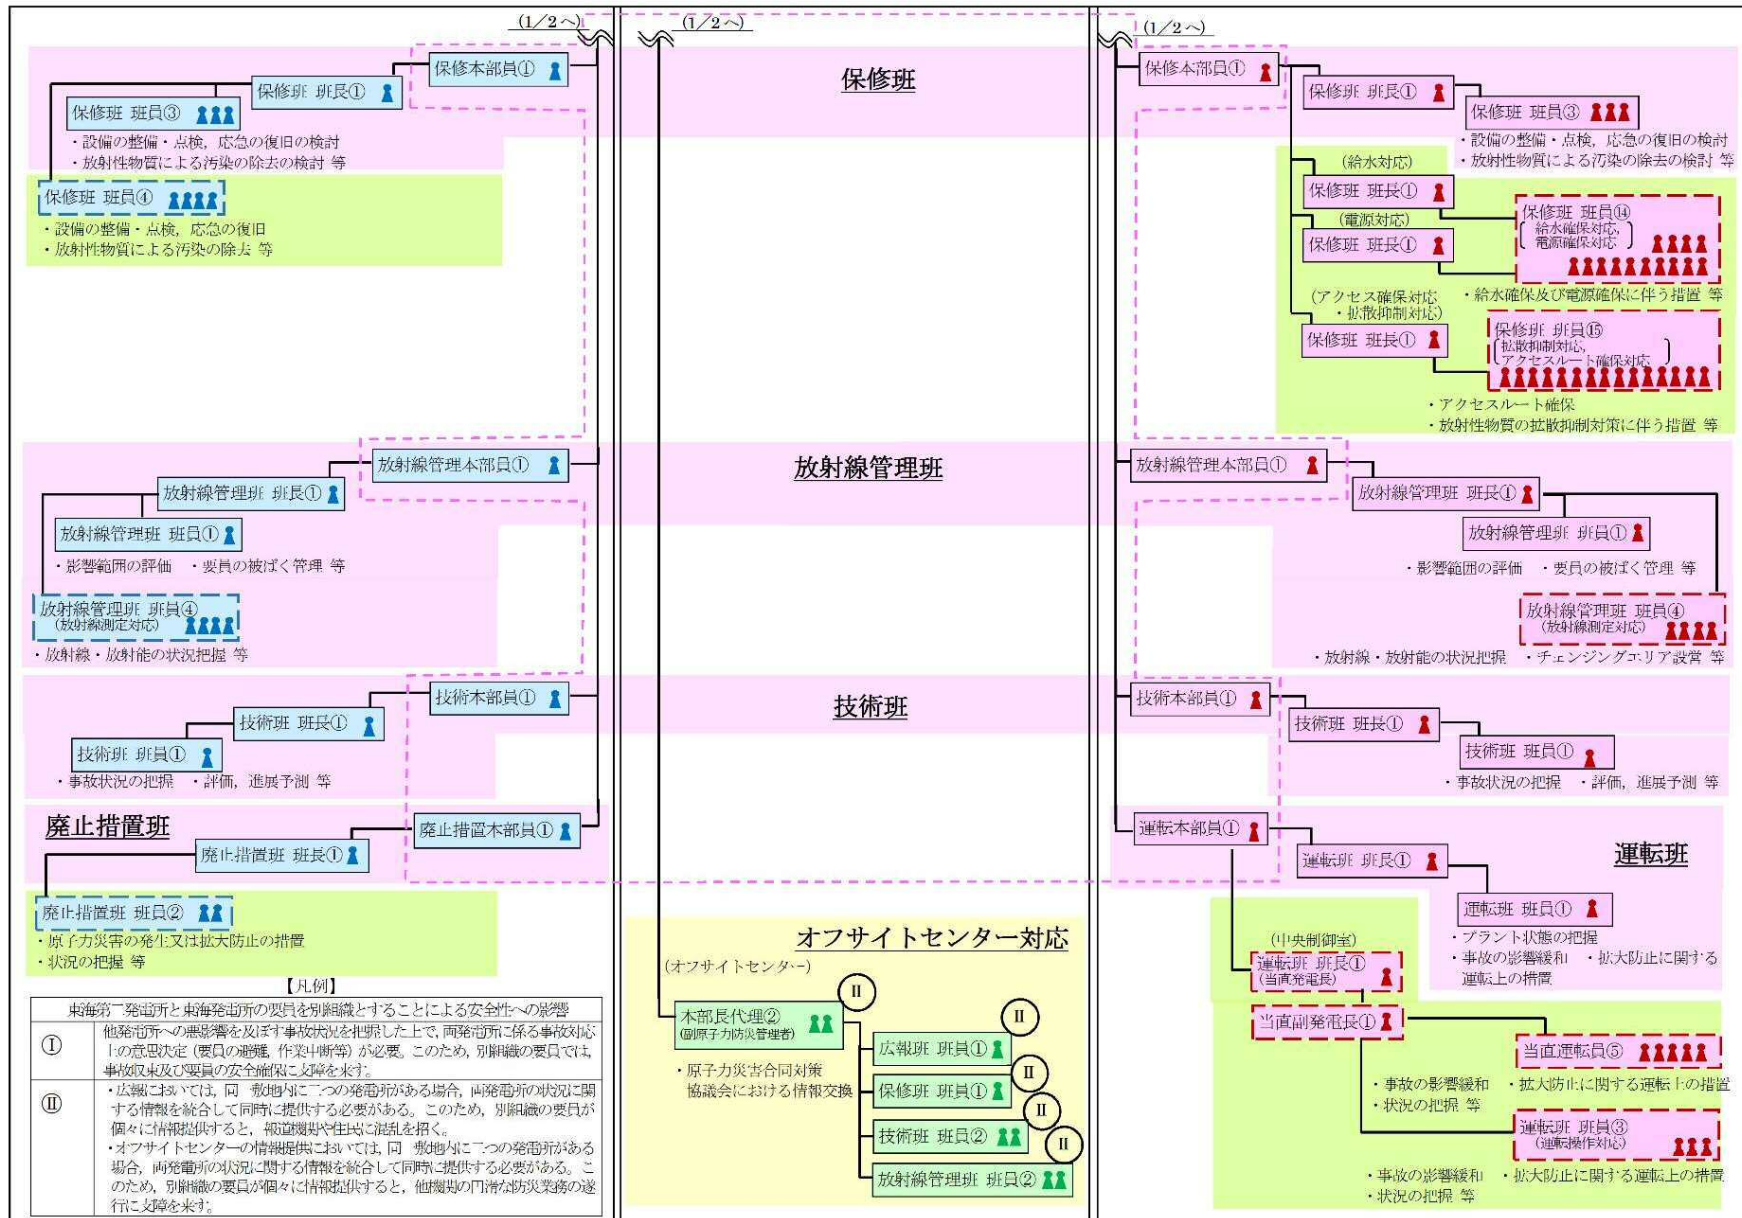 (1/2へ)
(1/2へ)
(1/2へ)
保修本部員①
保修班 班長①
保修班 班員③
・設備の整備・点検，応急の復旧の検討
・放射性物質による汚染の除去の検討 等
保修班 班員④
・設備の整備・点検，応急の復旧
・放射性物質による汚染の除去 等
保修班
保修本部員①
保修班 班長①
保修班 班員③
・設備の整備・点検，応急の復旧の検討
・放射性物質による汚染の除去の検討 等
(給水対応)
保修班 班長①
(電源対応)
保修班 班長①
保修班 班員⑭
給水確保対応，
電源確保対応
・給水確保及び電源確保に伴う措置 等
(アクセス確保対応
・拡散抑制対応)
保修班 班長①
保修班 班員⑮
拡散抑制対応，
アクセスルート確保対応
・アクセスルート確保
・放射性物質の拡散抑制対策に伴う措置 等
放射線管理本部員①
放射線管理班 班長①
放射線管理班 班員①
・影響範囲の評価 ・要員の被ばく管理 等
放射線管理班 班員④
(放射線測定対応)
・放射線・放射能の状況把握 等
放射線管理班
放射線管理本部員①
放射線管理班 班長①
放射線管理班 班員①
・影響範囲の評価 ・要員の被ばく管理 等
放射線管理班 班員④
(放射線測定対応)
・放射線・放射能の状況把握 ・チェンジングエリア設営 等
技術本部員①
技術班 班長①
技術班 班員①
・事故状況の把握 ・評価，進展予測 等
技術班
技術本部員①
技術班 班長①
技術班 班員①
・事故状況の把握 ・評価，進展予測 等
廃止措置班
廃止措置本部員①
廃止措置班 班長①
廃止措置班 班員②
・原子力災害の発生又は拡大防止の措置
・状況の把握 等
運転本部員①
運転班 班長①
運転班
運転班 班員①
・プラント状態の把握
・事故の影響緩和 ・拡大防止に関する
運転上の措置
(中央制御室)
運転班 班長①
(当直発電長)
当直副発電長①
当直運転員⑤
・事故の影響緩和 ・拡大防止に関する運転上の措置
・状況の把握 等
運転班 班員③
(運転操作対応)
・事故の影響緩和 ・拡大防止に関する運転上の措置
・状況の把握 等
オフサイトセンター対応
(オフサイトセンター)
本部長代理②
(副原子力防災管理者)
Ⅱ
・原子力災害合同対策
協議会における情報交換
広報班 班員①
Ⅱ
保修班 班員①
Ⅱ
技術班 班員②
Ⅱ
放射線管理班 班員②
Ⅱ
【凡例】
東海第二発電所と東海発電所の要員を別組織とすることによる安全性への影響
Ⅰ
他発電所への悪影響を及ぼす事故状況を把握した上で，両発電所に係る事故対応
上の意思決定（要員の避難，作業中断等）が必要。このため，別組織の要員では，
事故収束及び要員の安全確保に支障を来す。
Ⅱ
・広報においては，同一敷地内に二つの発電所がある場合，両発電所の状況に関
する情報を統合して同時に提供する必要がある。このため，別組織の要員が
個々に情報提供すると，報道機関や住民に混乱を招く。
・オフサイトセンターの情報提供においては，同一敷地内に二つの発電所がある
場合，両発電所の状況に関する情報を統合して同時に提供する必要がある。こ
のため，別組織の要員が個々に情報提供すると，他機関の円滑な防災業務の遂
行に支障を来す。